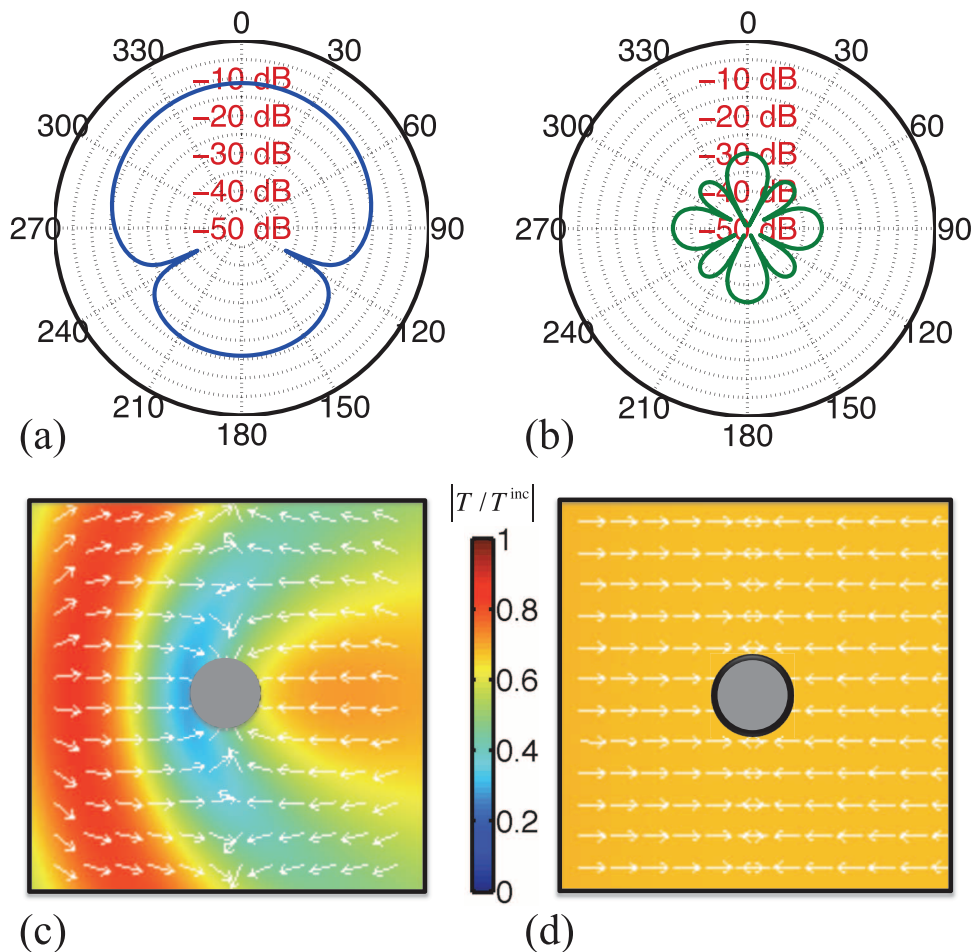 0
330
30
–10 dB
300
60
–20 dB
–30 dB
–40 dB
270
–50 dB
90
240
120
210
150
180
(a)
0
330
30
–10 dB
300
60
–20 dB
–30 dB
–40 dB
270
–50 dB
90
240
120
210
150
180
(b)
|T / T^inc|
1
0.8
0.6
0.4
0.2
0
(c)
(d)